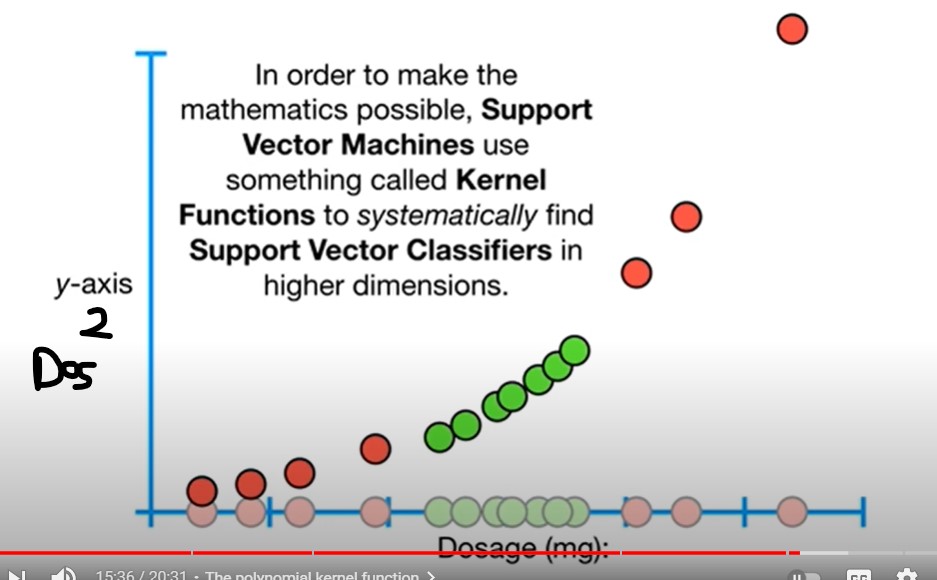 In order to make the
mathematics possible, Support
Vector Machines use
something called Kernel
Functions to systematically find
Support Vector Classifiers in
higher dimensions.
y-axis
2
Dos
Dosage (mg):
15:36 / 20:31 • The polynomial kernel function
CC